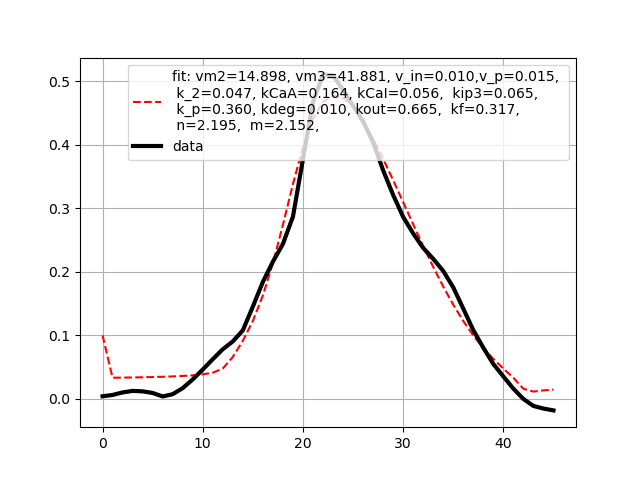 fit: vm2=14.898, vm3=41.881, v_in=0.010,v_p=0.015,
k_2=0.047, kCaA=0.164, kCaI=0.056,  kip3=0.065,
k_p=0.360, kdeg=0.010, kout=0.665,  kf=0.317,
n=2.195,  m=2.152,
data
0.5
0.4
0.3
0.2
0.1
0.0
0 10 20 30 40